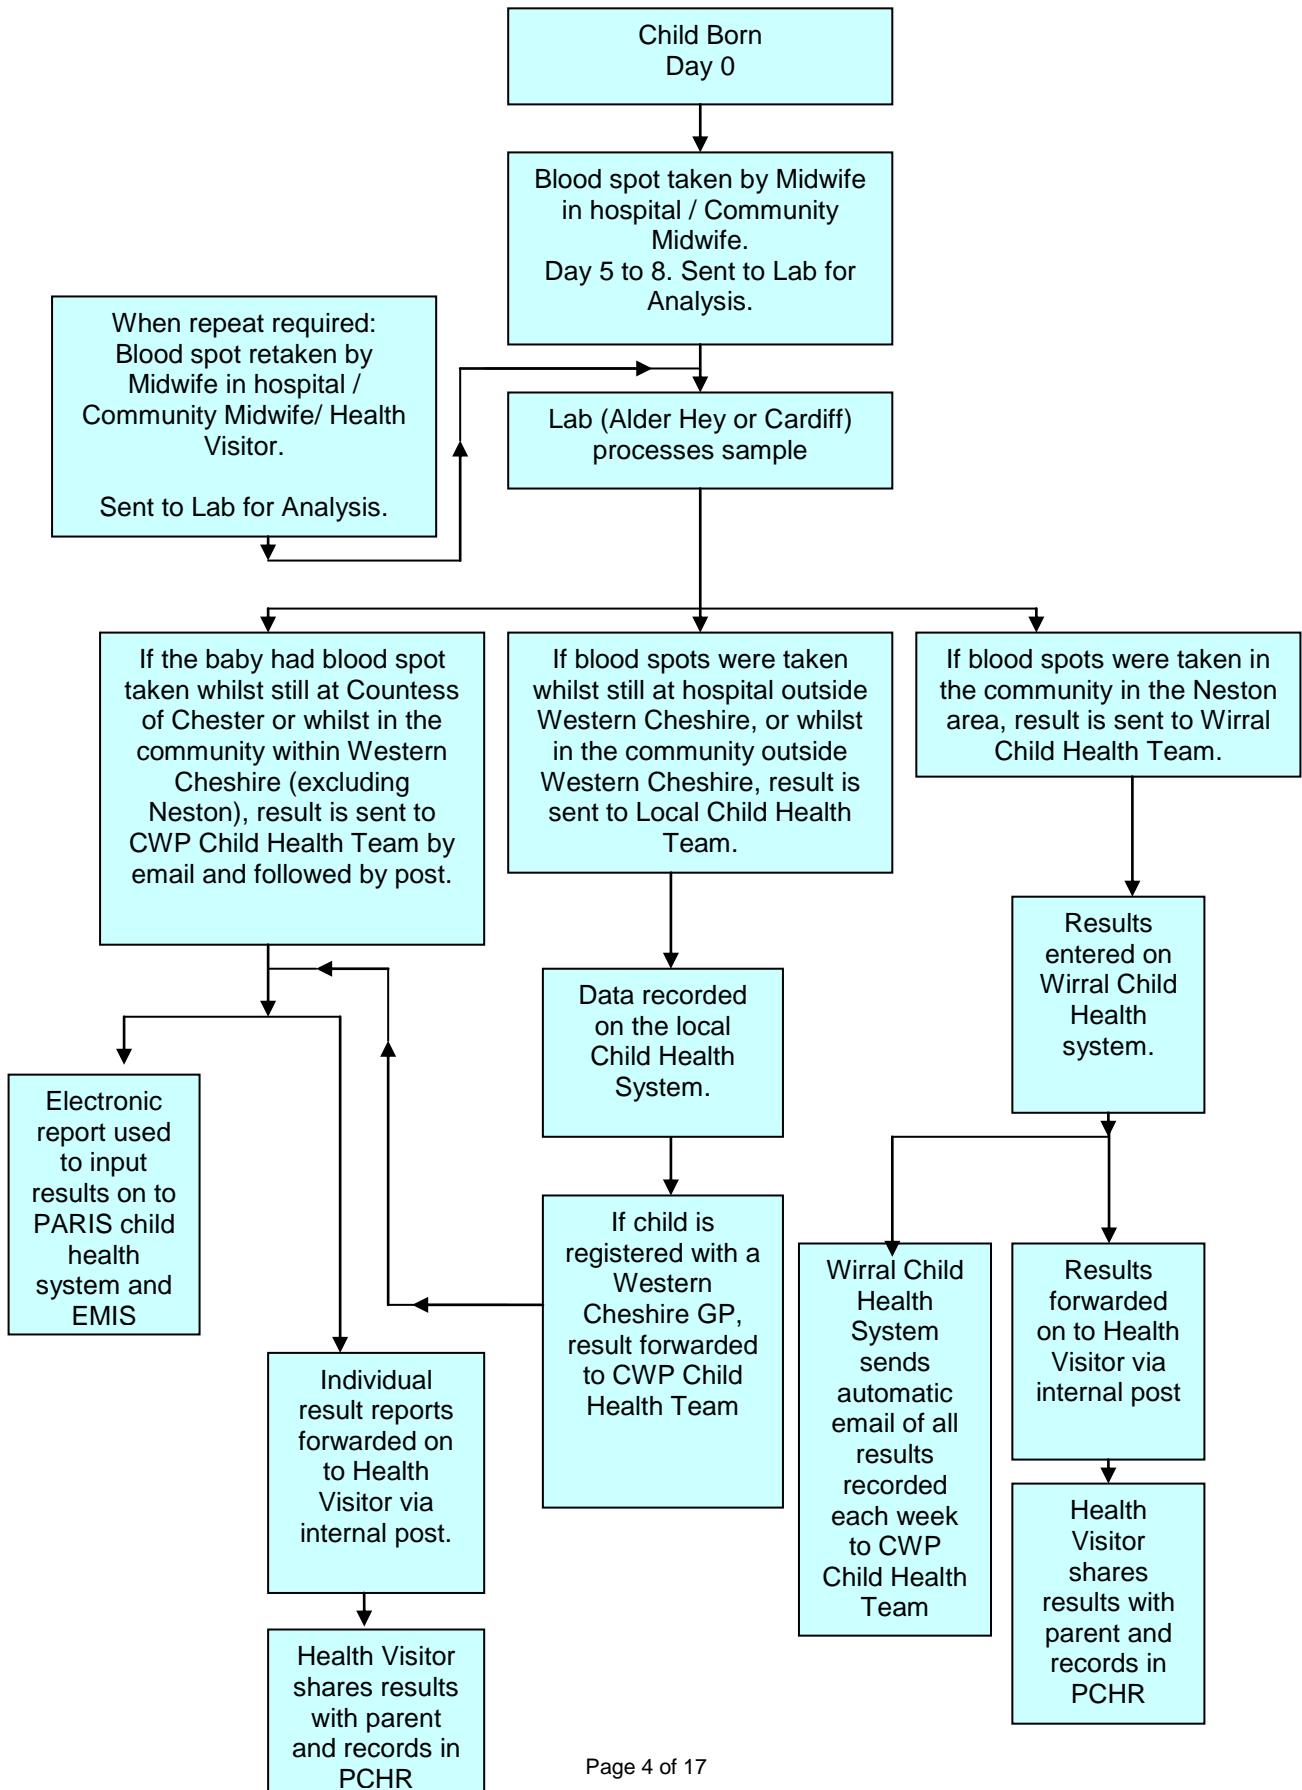 Child Born
Day 0
Blood spot taken by Midwife
in hospital / Community
Midwife.
Day 5 to 8. Sent to Lab for
Analysis.
When repeat required:
Blood spot retaken by
Midwife in hospital /
Community Midwife/ Health
Visitor.
Sent to Lab for Analysis.
Lab (Alder Hey or Cardiff)
processes sample
If the baby had blood spot
taken whilst still at Countess
of Chester or whilst in the
community within Western
Cheshire (excluding
Neston), result is sent to
CWP Child Health Team by
email and followed by post.
If blood spots were taken
whilst still at hospital outside
Western Cheshire, or whilst
in the community outside
Western Cheshire, result is
sent to Local Child Health
Team.
If blood spots were taken in
the community in the Neston
area, result is sent to Wirral
Child Health Team.
Results
entered on
Wirral Child
Health
system.
Data recorded
on the local
Child Health
System.
Electronic
report used
to input
results on to
PARIS child
health
system and
EMIS
If child is
registered with a
Western
Cheshire GP,
result forwarded
to CWP Child
Health Team
Wirral Child
Health
System
sends
automatic
email of all
results
recorded
each week
to CWP
Child Health
Team
Results
forwarded
on to Health
Visitor via
internal post
Individual
result reports
forwarded on
to Health
Visitor via
internal post.
Health
Visitor
shares
results with
parent and
records in
PCHR
Health Visitor
shares results
with parent
and records in
PCHR
Page 4 of 17